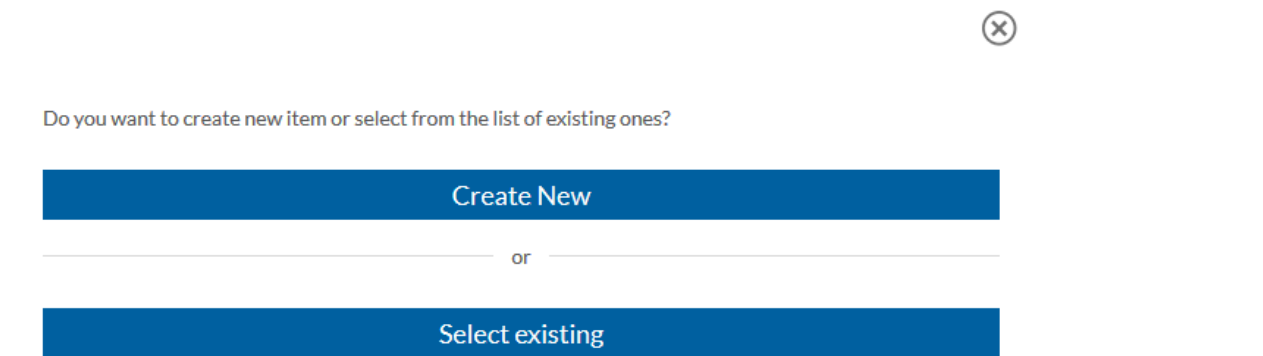 Do you want to create new item or select from the list of existing ones?
Create New
or
Select existing